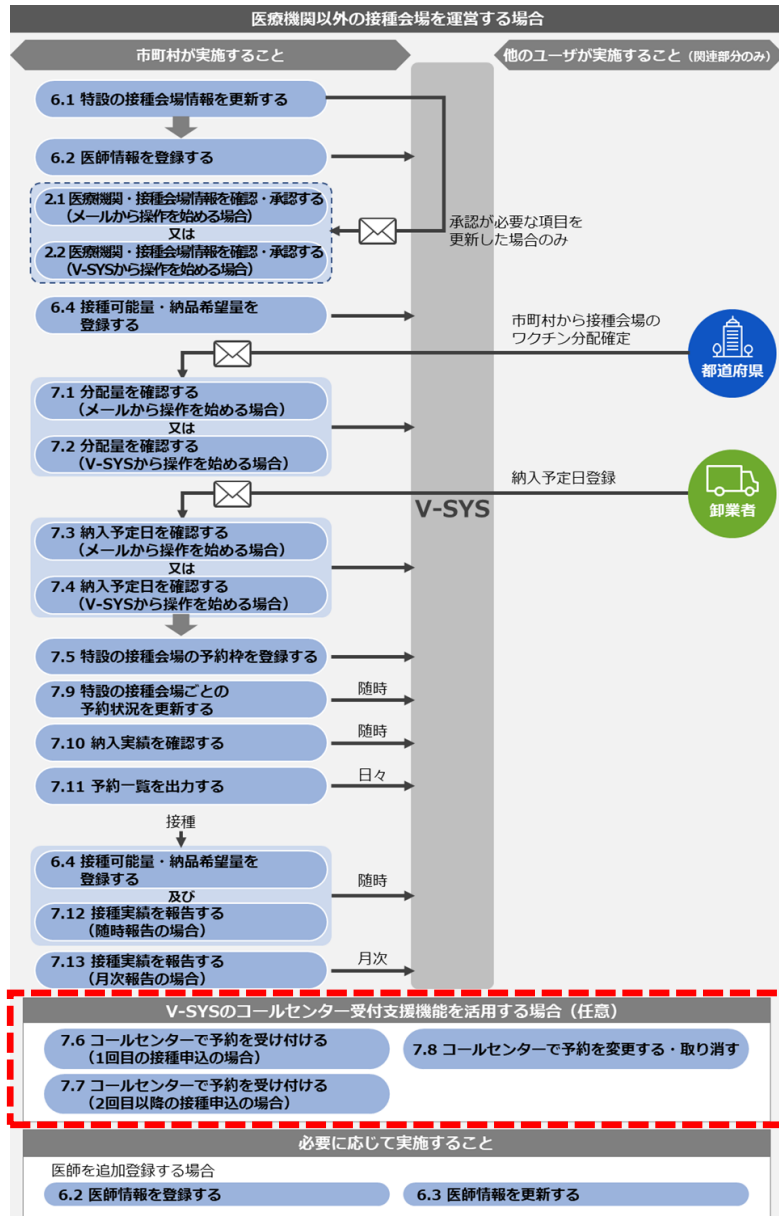 医療機関以外の接種会場を運営する場合
市町村が実施すること
他のユーザが実施すること（関連部分のみ）
6.1 特設の接種会場情報を更新する
6.2 医師情報を登録する
2.1 医療機関・接種会場情報を確認・承認する
（メールから操作を始める場合）
又は
2.2 医療機関・接種会場情報を確認・承認する
（V-SYSから操作を始める場合）
承認が必要な項目を
更新した場合のみ
6.4 接種可能量・納品希望量を
登録する
市町村から接種会場の
ワクチン分配確定
都道府県
7.1 分配量を確認する
（メールから操作を始める場合）
又は
7.2 分配量を確認する
（V-SYSから操作を始める場合）
納入予定日登録
卸業者
V-SYS
7.3 納入予定日を確認する
（メールから操作を始める場合）
又は
7.4 納入予定日を確認する
（V-SYSから操作を始める場合）
7.5 特設の接種会場の予約枠を登録する
7.9 特設の接種会場ごとの
予約状況を更新する
随時
7.10 納入実績を確認する
随時
7.11 予約一覧を出力する
日々
接種
6.4 接種可能量・納品希望量を
登録する
及び
7.12 接種実績を報告する
（随時報告の場合）
随時
7.13 接種実績を報告する
（月次報告の場合）
月次
V-SYSのコールセンター受付支援機能を活用する場合（任意）
7.6 コールセンターで予約を受け付ける
（1回目の接種申込の場合）
7.8 コールセンターで予約を変更する・取り消す
7.7 コールセンターで予約を受け付ける
（2回目以降の接種申込の場合）
必要に応じて実施すること
医師を追加登録する場合
6.2 医師情報を登録する
6.3 医師情報を更新する